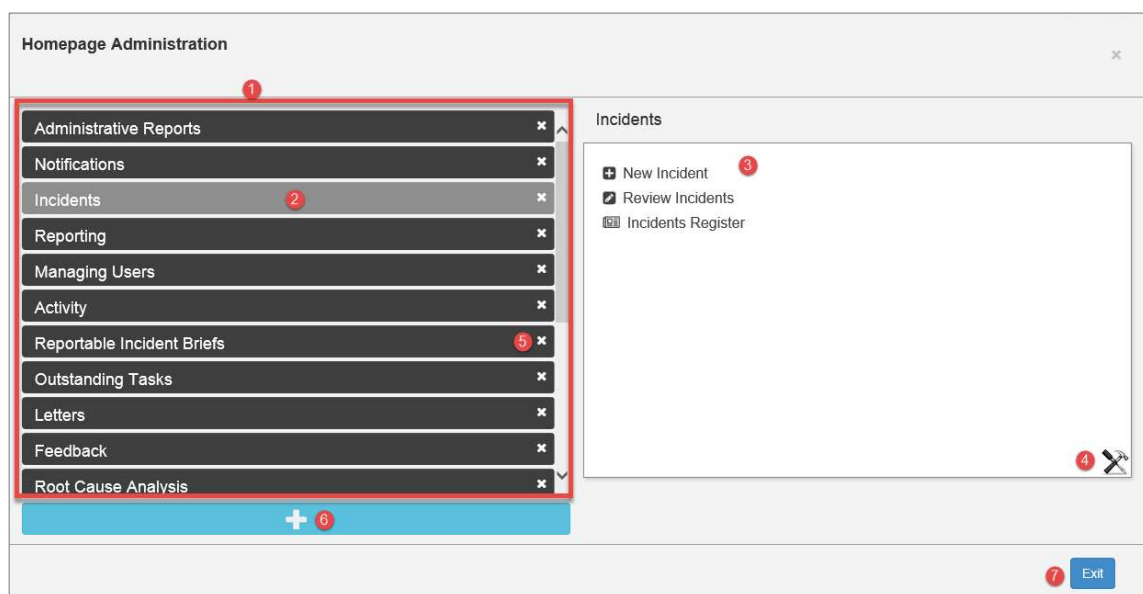 Homepage Administration
×
1
Administrative Reports ×
Notifications ×
Incidents 2 ×
Reporting ×
Managing Users ×
Activity ×
Reportable Incident Briefs 5 ×
Outstanding Tasks ×
Letters ×
Feedback ×
Root Cause Analysis ×
6
Incidents
New Incident 3
Review Incidents
Incidents Register
4
7 Exit